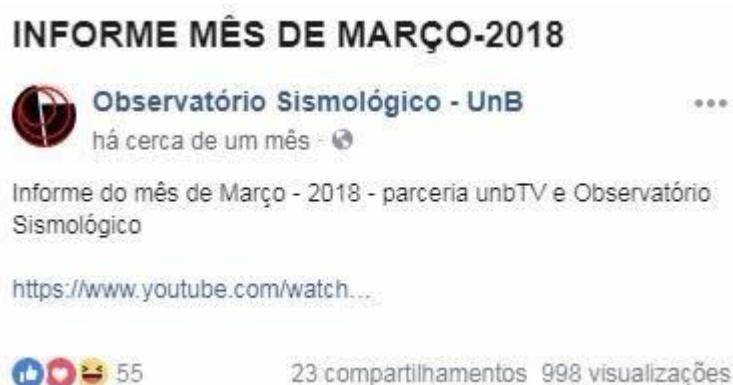 INFORME MÊS DE MARÇO-2018
Observatório Sismológico - UnB
há cerca de um mês ·
Informe do mês de Março - 2018 - parceria unbTV e Observatório
Sismológico
https://www.youtube.com/watch...
55 23 compartilhamentos 998 visualizações